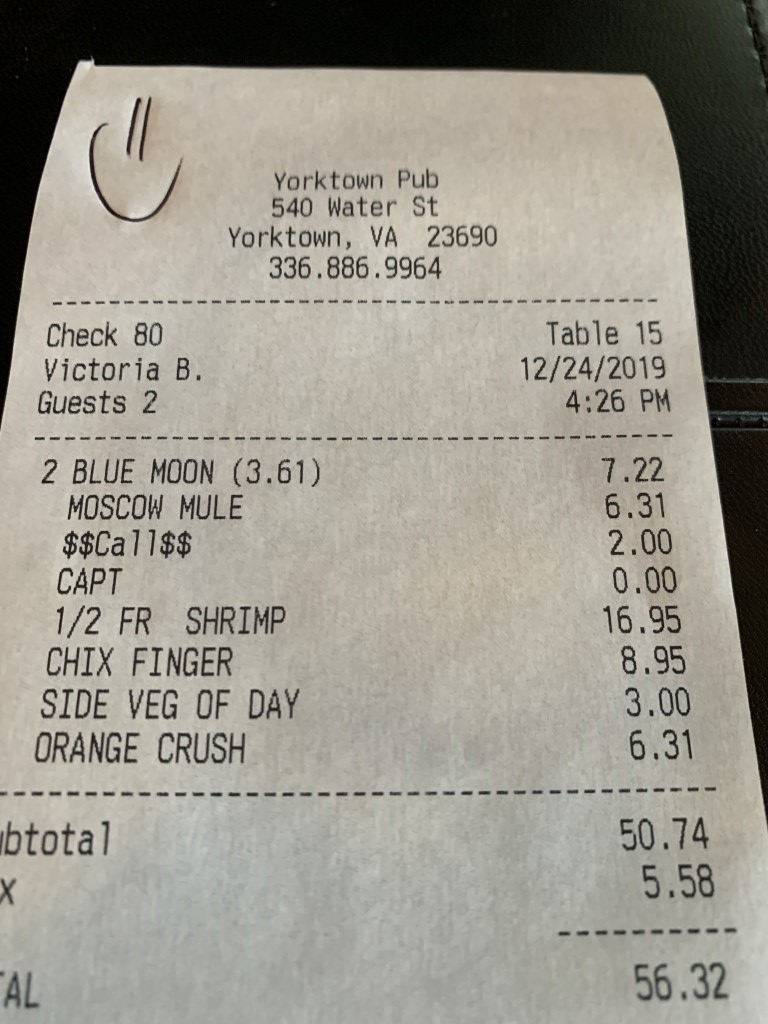 Yorktown Pub
540 Water St
Yorktown, VA 23690
336.886.9964
Check 80 Table 15
Victoria B. 12/24/2019
Guests 2 4:26 PM
2 BLUE MOON (3.61) 7.22
MOSCOW MULE 6.31
$$Call$$ 2.00
CAPT 0.00
1/2 FR SHRIMP 16.95
CHIX FINGER 8.95
SIDE VEG OF DAY 3.00
ORANGE CRUSH 6.31
ubtotal 50.74
x 5.58
TAL 56.32